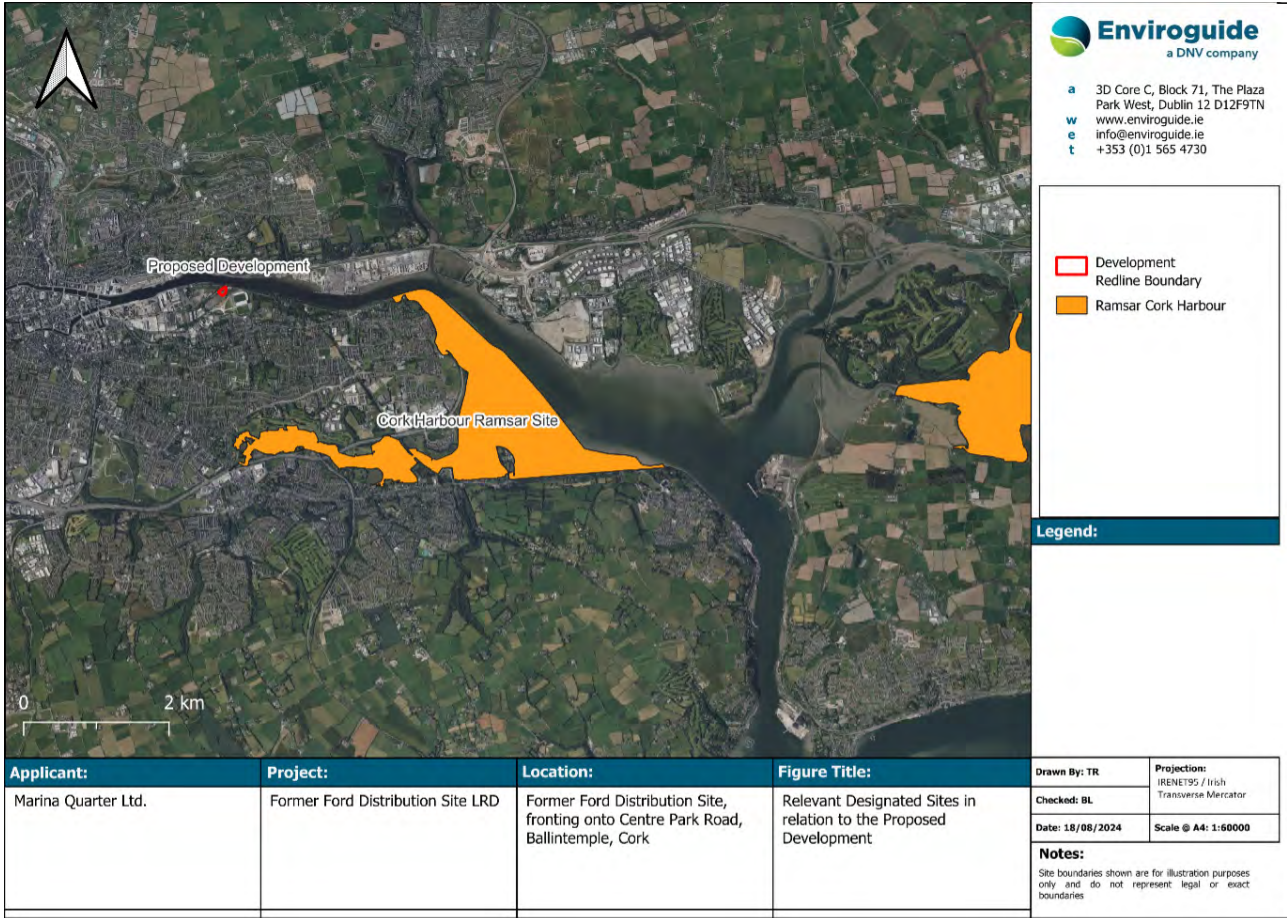 Proposed Development
Cork Harbour Ramsar Site
0 2 km
Enviroguide
a DNV company
a 3D Core C, Block 71, The Plaza
Park West, Dublin 12 D12F9TN
w www.enviroguide.ie
e info@enviroguide.ie
t +353 (0)1 565 4730
Development
Redline Boundary
Ramsar Cork Harbour
Legend:
Applicant:
Marina Quarter Ltd.
Project:
Former Ford Distribution Site LRD
Location:
Former Ford Distribution Site,
fronting onto Centre Park Road,
Ballintemple, Cork
Figure Title:
Relevant Designated Sites in
relation to the Proposed
Development
Drawn By: TR
Checked: BL
Date: 18/08/2024
Projection:
IRENET95 / Irish
Transverse Mercator
Scale @ A4: 1:60000
Notes:
Site boundaries shown are for illustration purposes
only and do not represent legal or exact
boundaries